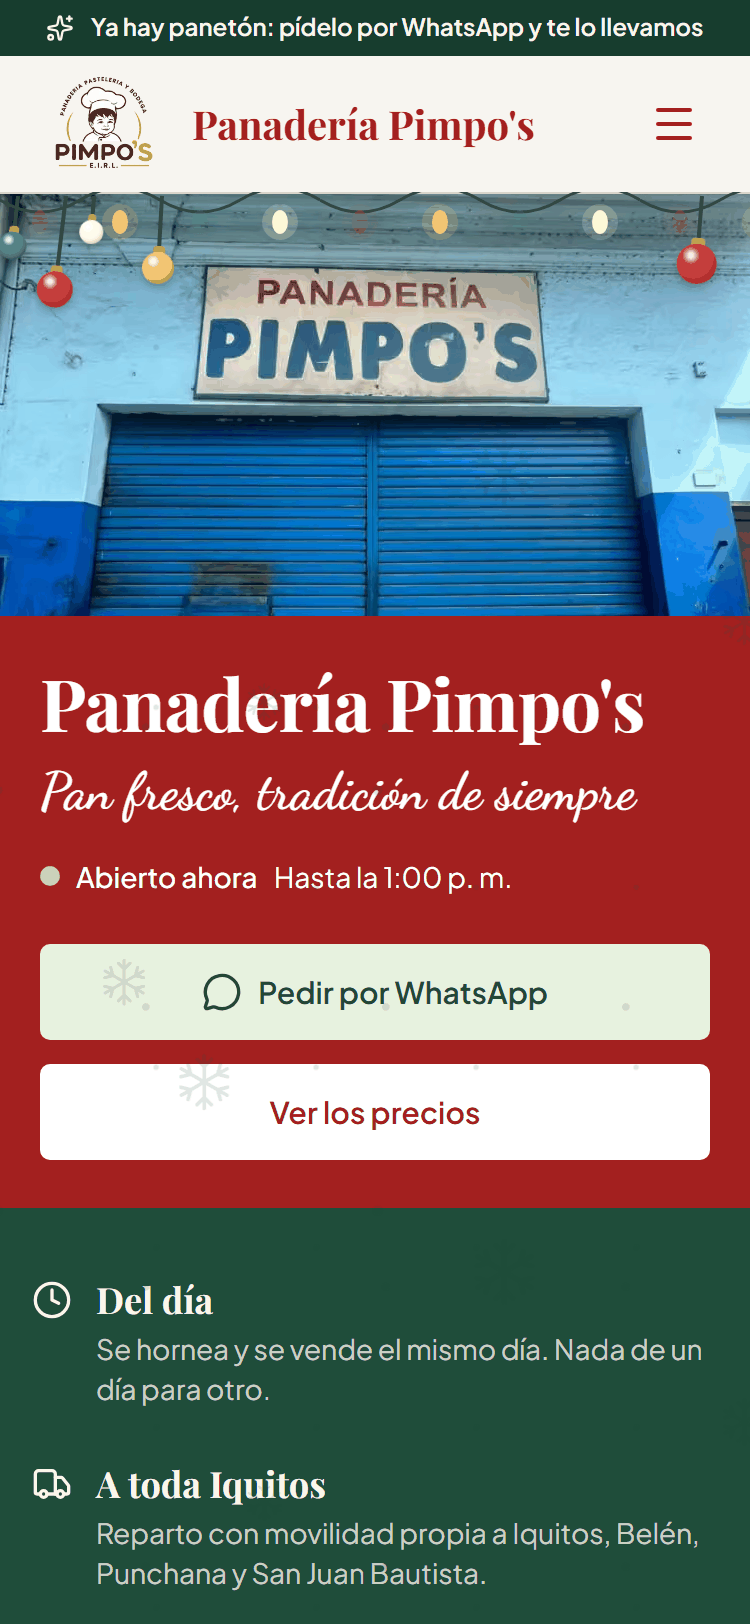 Ya hay panetón: pídelo por WhatsApp y te lo llevamos
PANADERÍA PASTELERIA Y BODEGA
PIMPO'S
E.I.R.L.
Panadería Pimpo's
PANADERÍA
PIMPO'S
Panadería Pimpo's
Pan fresco, tradición de siempre
Abierto ahora Hasta la 1:00 p. m.
Pedir por WhatsApp
Ver los precios
Del día
Se hornea y se vende el mismo día. Nada de un
día para otro.
A toda Iquitos
Reparto con movilidad propia a Iquitos, Belén,
Punchana y San Juan Bautista.